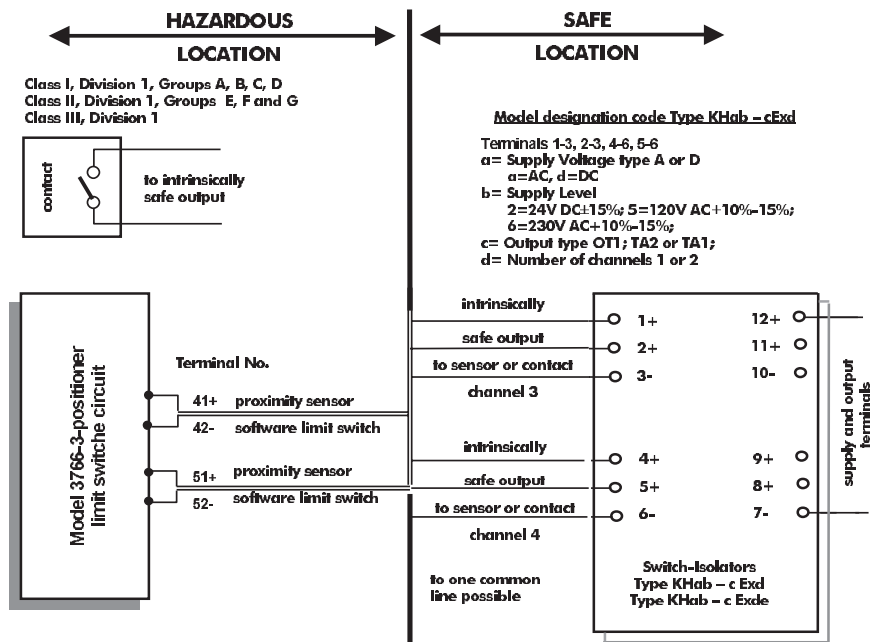 HAZARDOUS
LOCATION
SAFE
LOCATION
Class I, Division 1, Groups A, B, C, D
Class II, Division 1, Groups E, F and G
Class III, Division 1
contact
to intrinsically
safe output
Model designation code Type KHab – cExd
Terminals 1-3, 2-3, 4-6, 5-6
a= Supply Voltage type A or D
a=AC, d=DC
b= Supply Level
2=24V DC±15%; 5=120V AC+10%-15%;
6=230V AC+10%-15%;
c= Output type OT1; TA2 or TA1;
d= Number of channels 1 or 2
Model 3766-3-positioner
limit switche circuit
Terminal No.
41+ proximity sensor
42- software limit switch
51+ proximity sensor
52- software limit switch
intrinsically
safe output
to sensor or contact
channel 3
intrinsically
safe output
to sensor or contact
channel 4
to one common
line possible
1+ 12+
2+ 11+
3- 10-
4+ 9+
5+ 8+
6- 7-
Switch-Isolators
Type KHab – c Exd
Type KHab – c Exde
supply and output
terminals